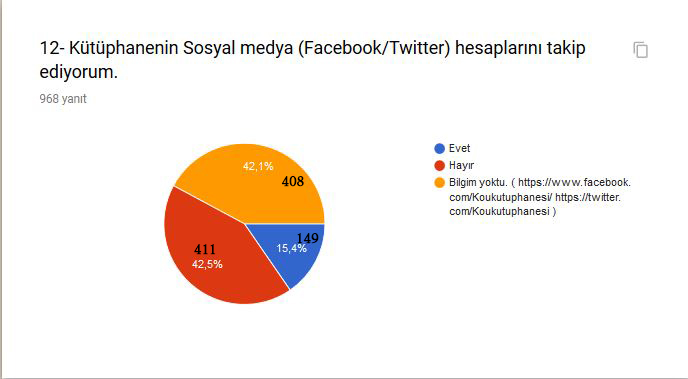 12- Kütüphanenin Sosyal medya (Facebook/Twitter) hesaplarını takip
ediyorum.
968 yanıt
42,1%
408
149
15,4%
411
42,5%
Evet
Hayır
Bilgim yoktu. ( https://www.facebook.
com/Koukutuphanesi/ https://twitter.
com/Koukutuphanesi )